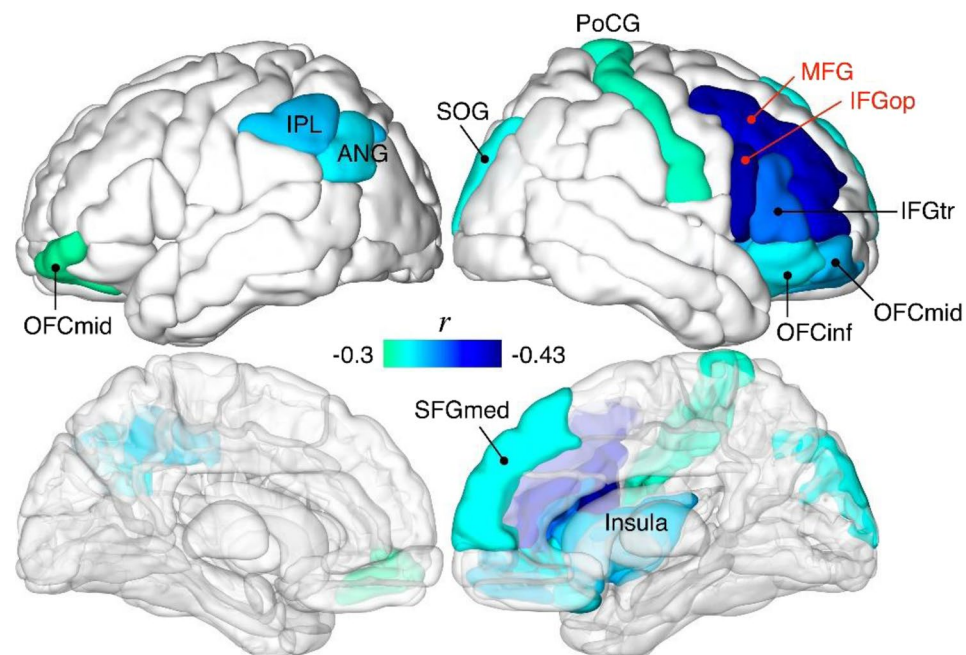 PoCG
MFG
IFGop
SOG
IPL
ANG
IFGtr
OFCmid
OFCinf
OFCmid
r
-0.3
-0.43
SFGmed
Insula